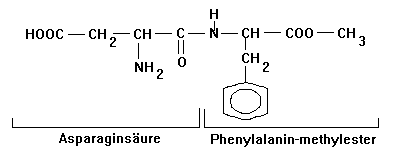 H
HOOC — CH2 — CH — C — N — CH — COO — CH3
NH2 O CH2
Asparaginsäure Phenylalanin-methylester